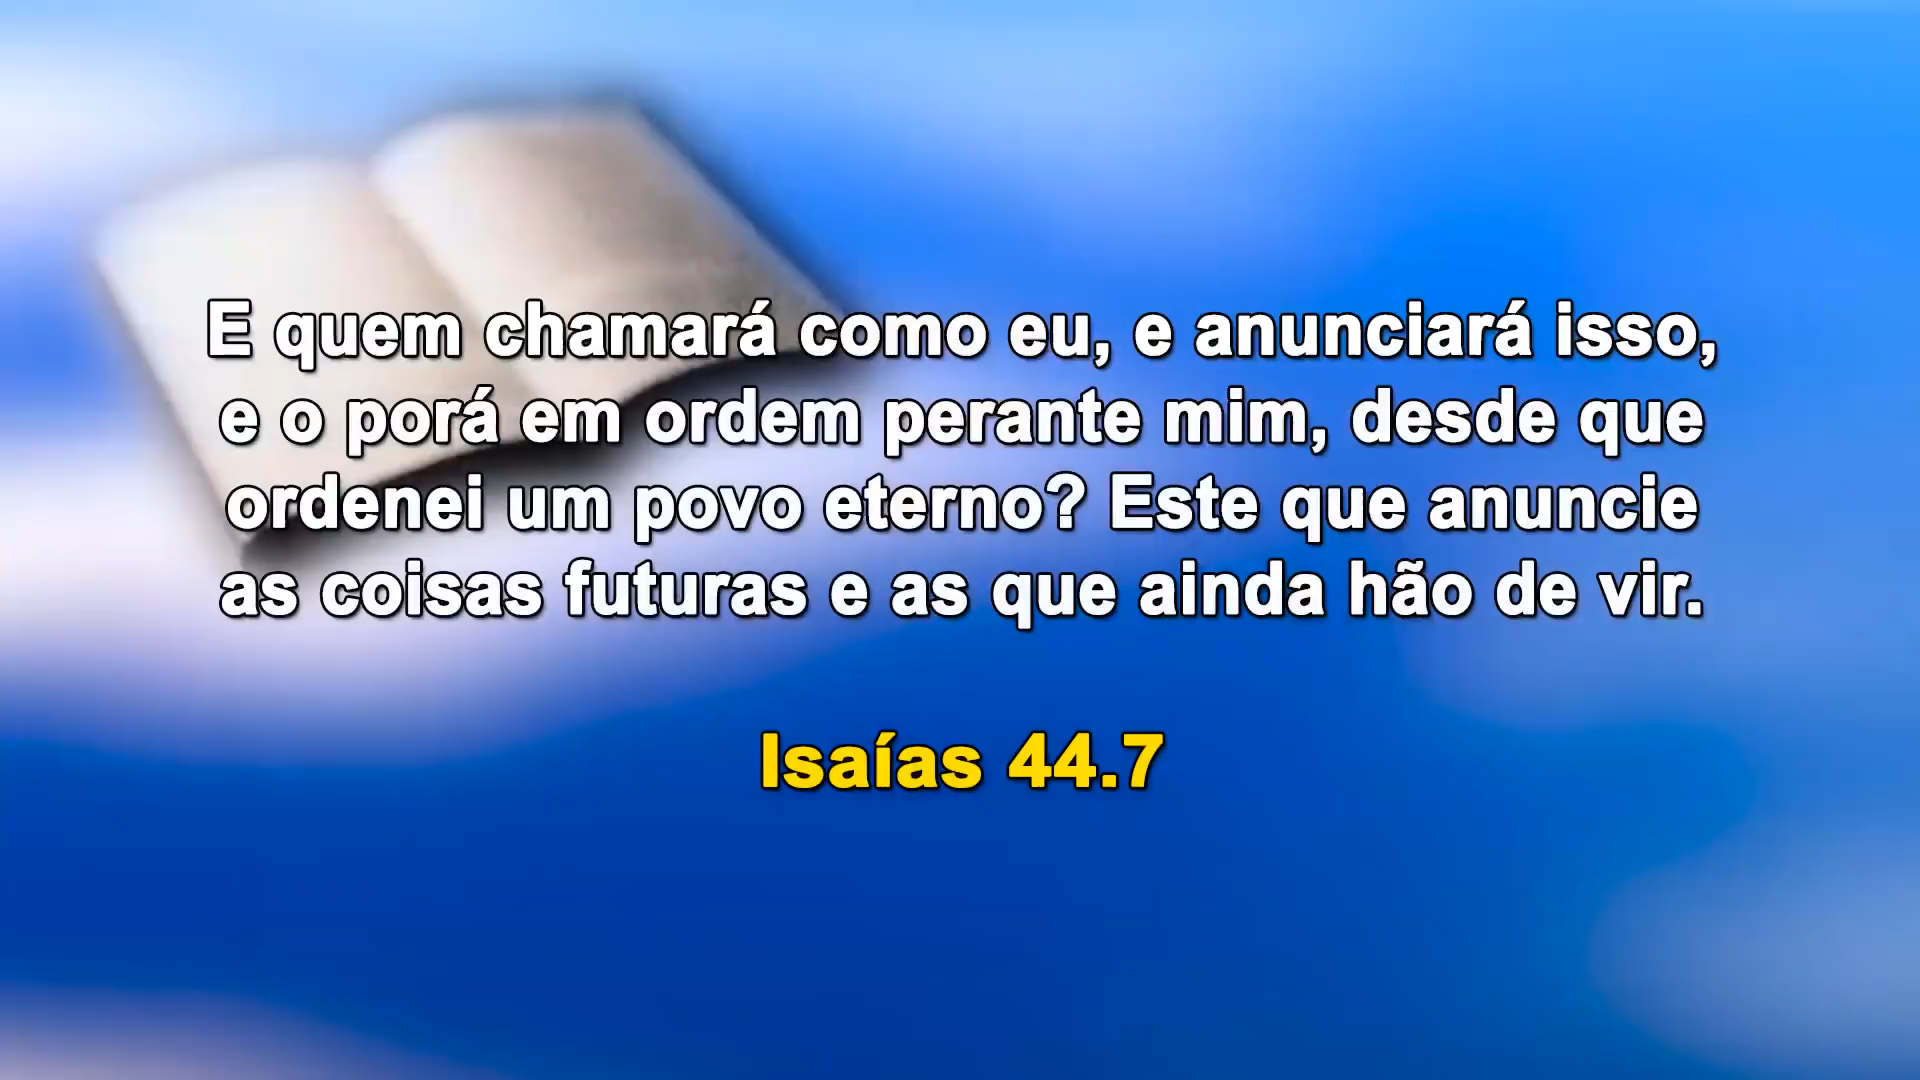 E quem chamará como eu, e anunciará isso,
e o porá em ordem perante mim, desde que
ordenei um povo eterno? Este que anuncie
as coisas futuras e as que ainda hão de vir.
Isaías 44.7